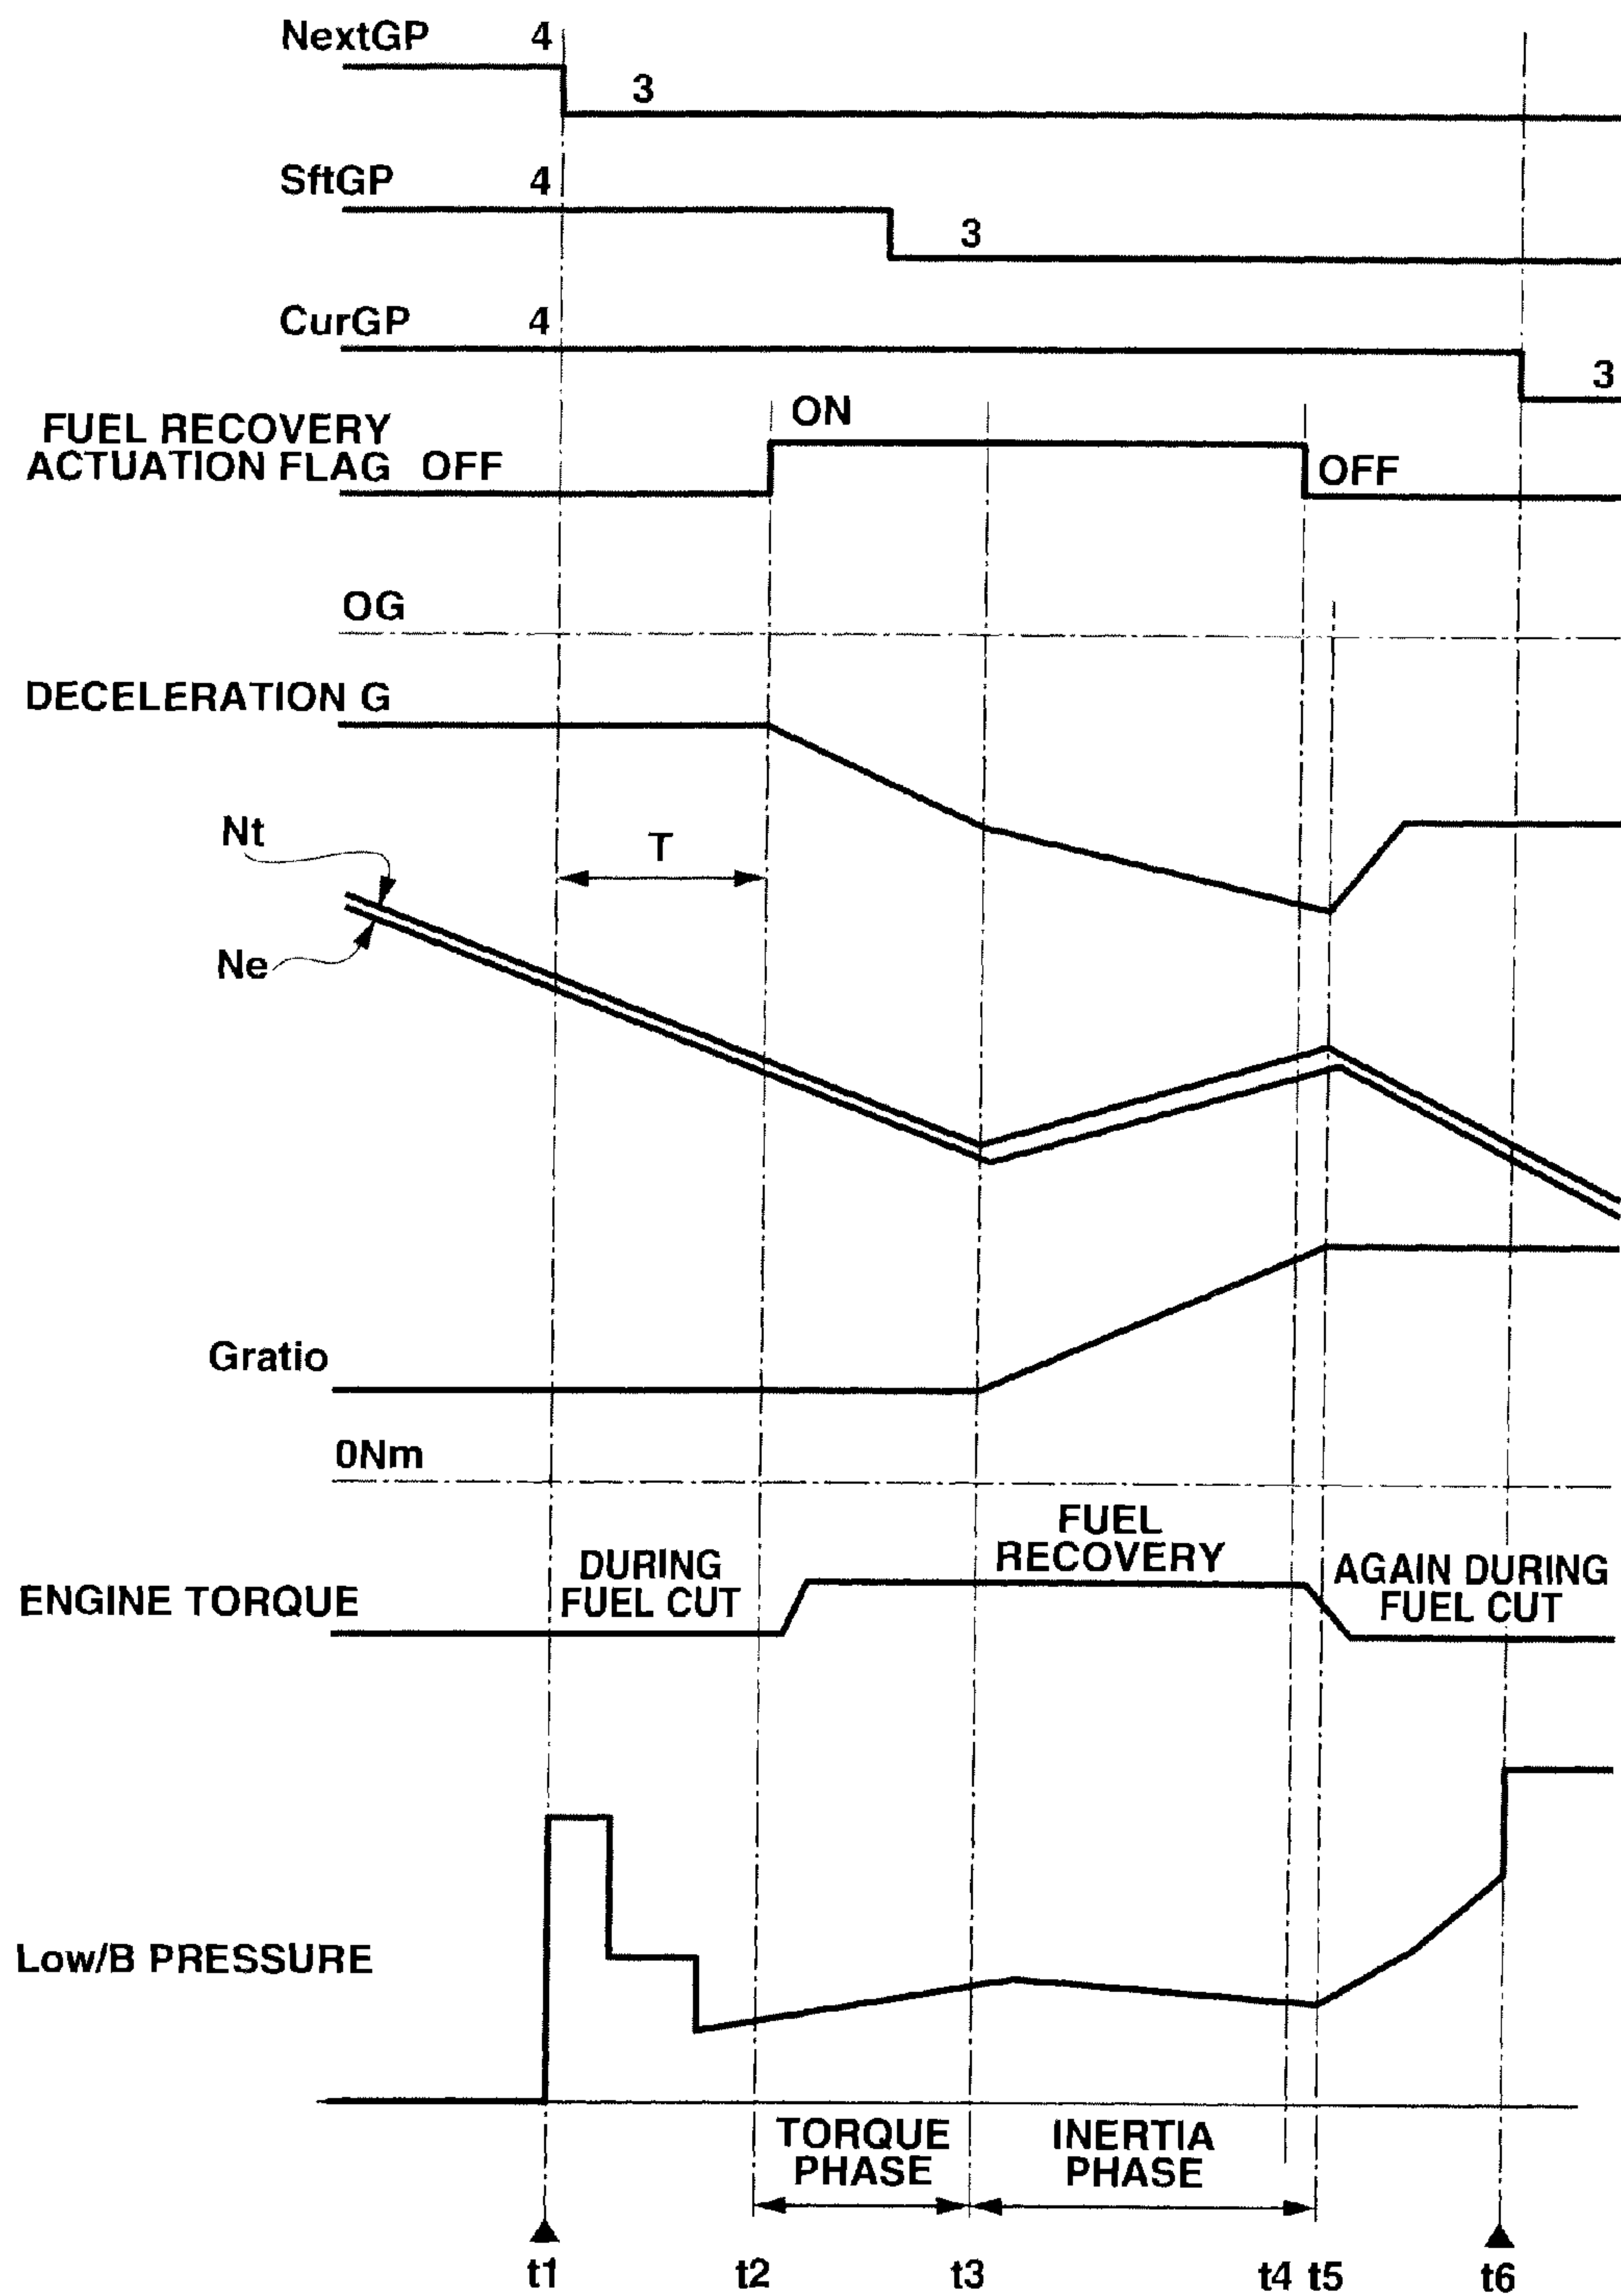 NextGP 4
3
SftGP 4
3
CurGP 4
3
FUEL RECOVERY
ACTUATION FLAG OFF
ON
OFF
OG
DECELERATION G
Nt
T
Ne
Gratio
0Nm
FUEL
RECOVERY
DURING
FUEL CUT
AGAIN DURING
FUEL CUT
ENGINE TORQUE
Low/B PRESSURE
TORQUE
PHASE
INERTIA
PHASE
t1 t2 t3 t4 t5 t6